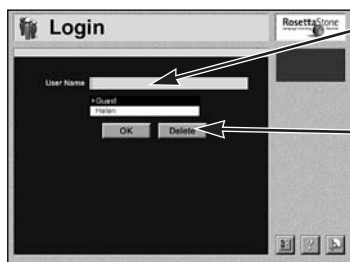 Login
RosettaStone
User Name
›Guest
Helen
OK
Delete